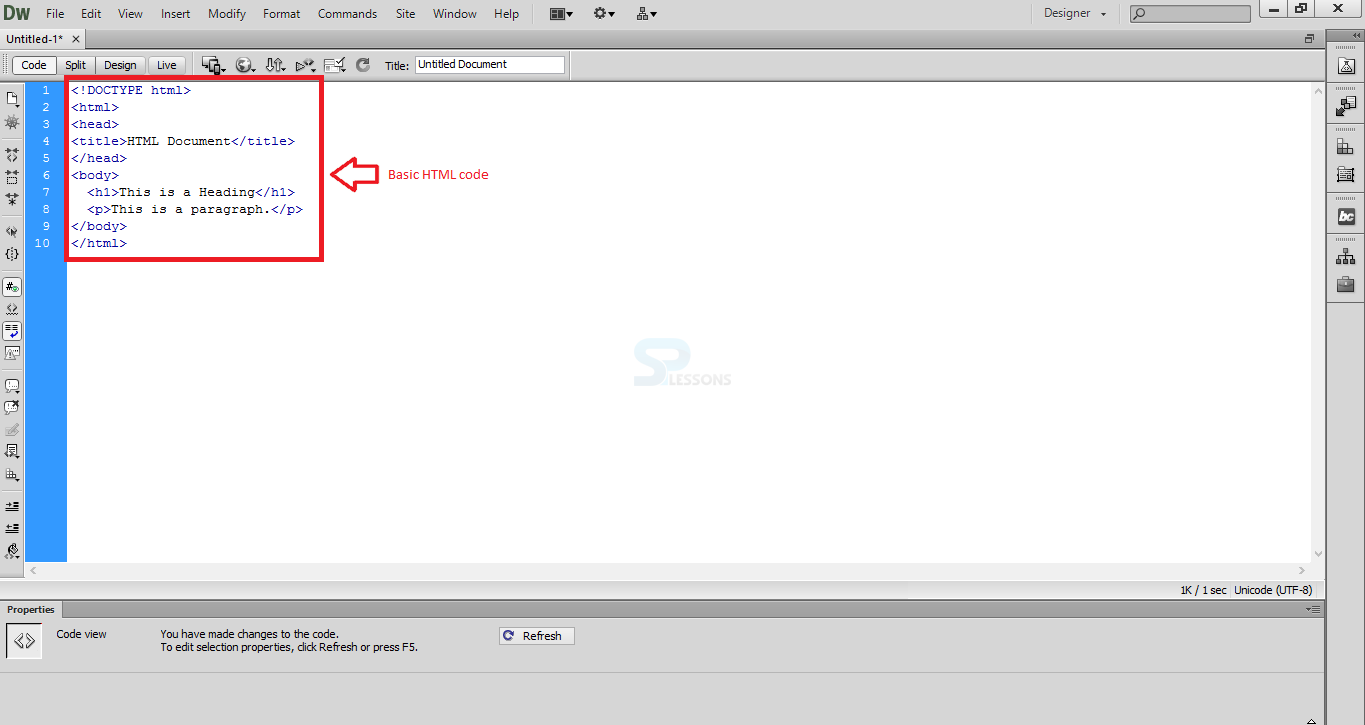 Dw File Edit View Insert Modify Format Commands Site Window Help Designer
Untitled-1* ×
Code Split Design Live Title: Untitled Document
1 <!DOCTYPE html>
2 <html>
3 <head>
4 <title>HTML Document</title>
5 </head>
6 <body>
7 <h1>This is a Heading</h1>
8 <p>This is a paragraph.</p>
9 </body>
10 </html>
Basic HTML code
SP LESSONS
1K / 1 sec Unicode (UTF-8)
Properties
Code view You have made changes to the code. Refresh
To edit selection properties, click Refresh or press F5.
bc